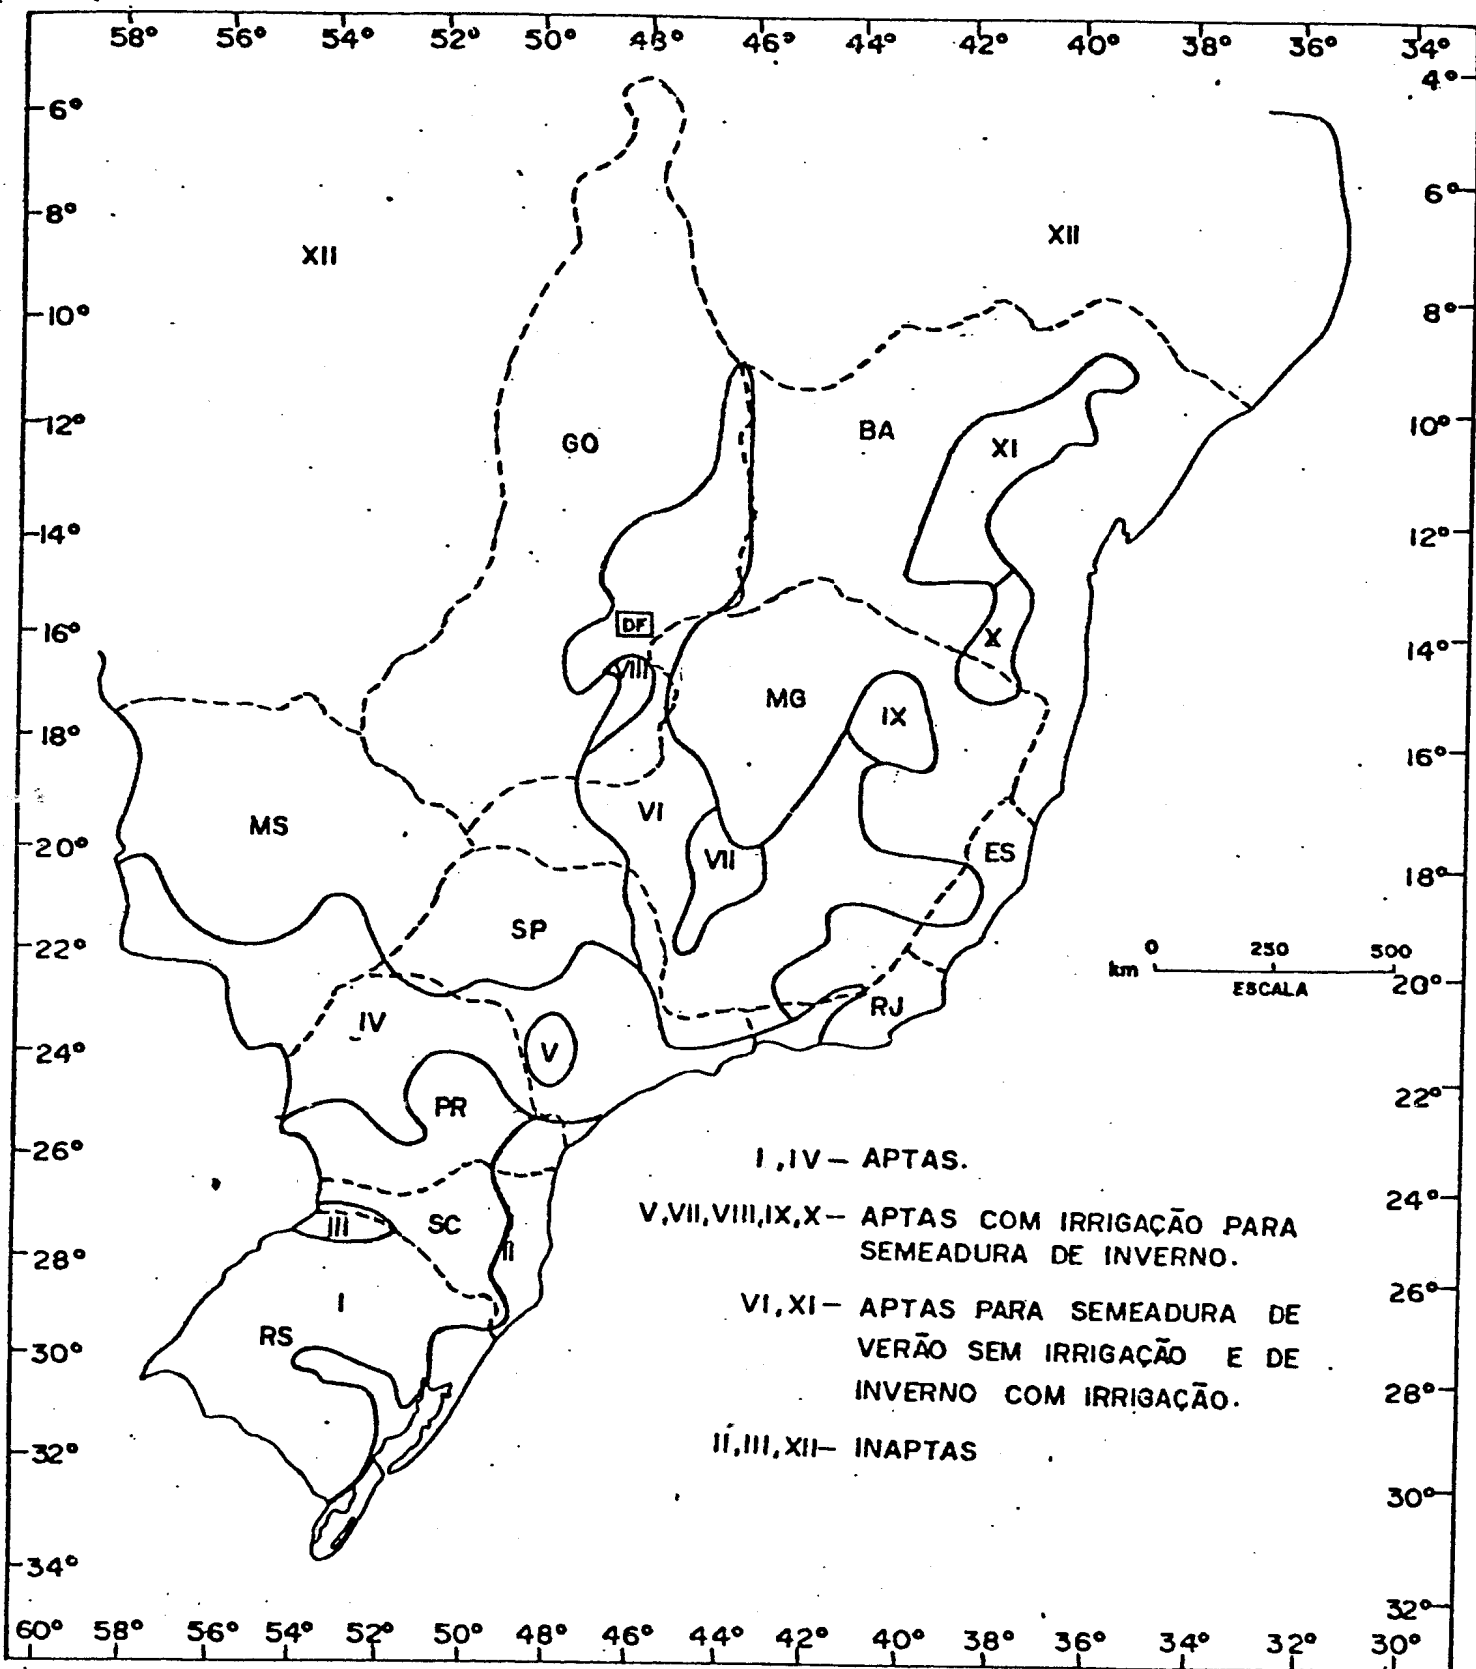 58° 56° 54° 52° 50° 48° 46° 44° 42° 40° 38° 36° 34°
4°
6°
6°
8°
XII
XII
10°
8°
12°
GO
BA
XI
10°
14°
12°
16°
DF
X
14°
VIII
MG
IX
18°
16°
MS
VI
20°
VII
ES
18°
SP
22°
0 250 500
km
20°
ESCALA
RJ
IV
24°
V
22°
PR
26°
I,IV- APTAS.
24°
V,VII,VIII,IX,X- APTAS COM IRRIGAÇÃO PARA
SEMEADURA DE INVERNO.
III
SC
II
28°
26°
I
VI,XI- APTAS PARA SEMEADURA DE
RS
30°
VERÃO SEM IRRIGAÇÃO E DE
28°
INVERNO COM IRRIGAÇÃO.
32°
II,III,XII- INAPTAS
30°
34°
32°
60° 58° 56° 54° 52° 50° 48° 46° 44° 42° 40° 36° 32° 30°